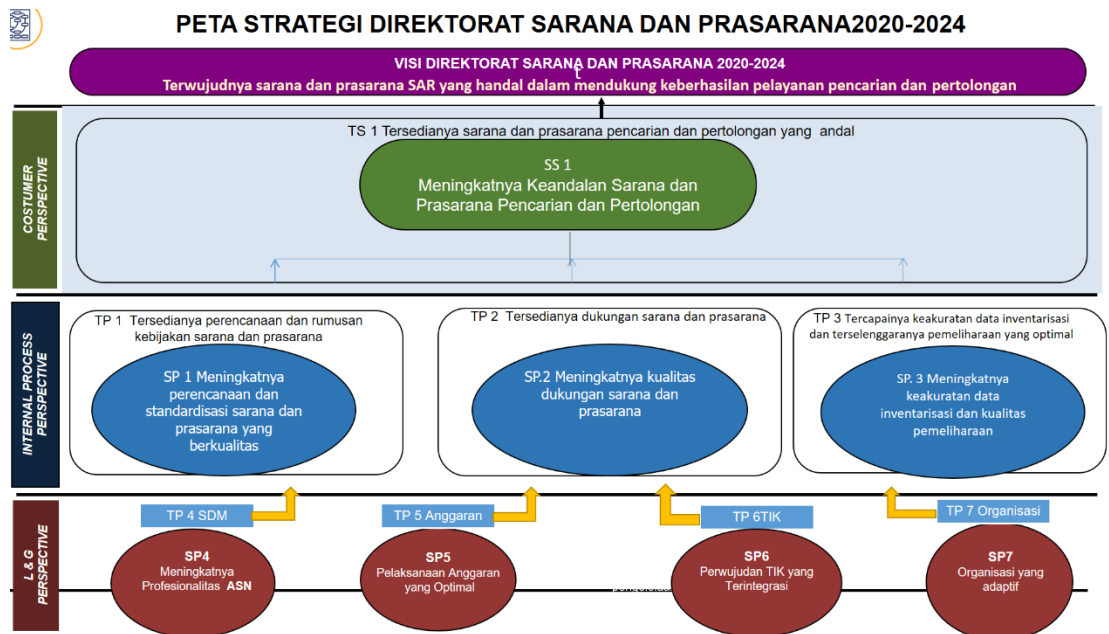 PETA STRATEGI DIREKTORAT SARANA DAN PRASARANA2020-2024
VISI DIREKTORAT SARANA DAN PRASARANA 2020-2024
t
Terwujudnya sarana dan prasarana SAR yang handal dalam mendukung keberhasilan pelayanan pencarian dan pertolongan
COSTUMER
PERSPECTIVE
TS 1 Tersedianya sarana dan prasarana pencarian dan pertolongan yang andal
SS 1
Meningkatnya Keandalan Sarana dan
Prasarana Pencarian dan Pertolongan
INTERNAL PROCESS
PERSPECTIVE
TP 1 Tersedianya perencanaan dan rumusan
kebijakan sarana dan prasarana
SP 1 Meningkatnya
perencanaan dan
standardisasi sarana dan
prasarana yang
berkualitas
TP 2 Tersedianya dukungan sarana dan prasarana
SP.2 Meningkatnya kualitas
dukungan sarana dan
prasarana
TP 3 Tercapainya keakuratan data inventarisasi
dan terselenggaranya pemeliharaan yang optimal
SP. 3 Meningkatnya
keakuratan data
inventarisasi dan kualitas
pemeliharaan
L & G
PERSPECTIVE
TP 4 SDM
SP4
Meningkatnya
Profesionalitas ASN
TP 5 Anggaran
SP5
Pelaksanaan Anggaran
yang Optimal
TP 6TIK
SP6
Perwujudan TIK yang
Terintegrasi
TP 7 Organisasi
SP7
Organisasi yang
adaptif